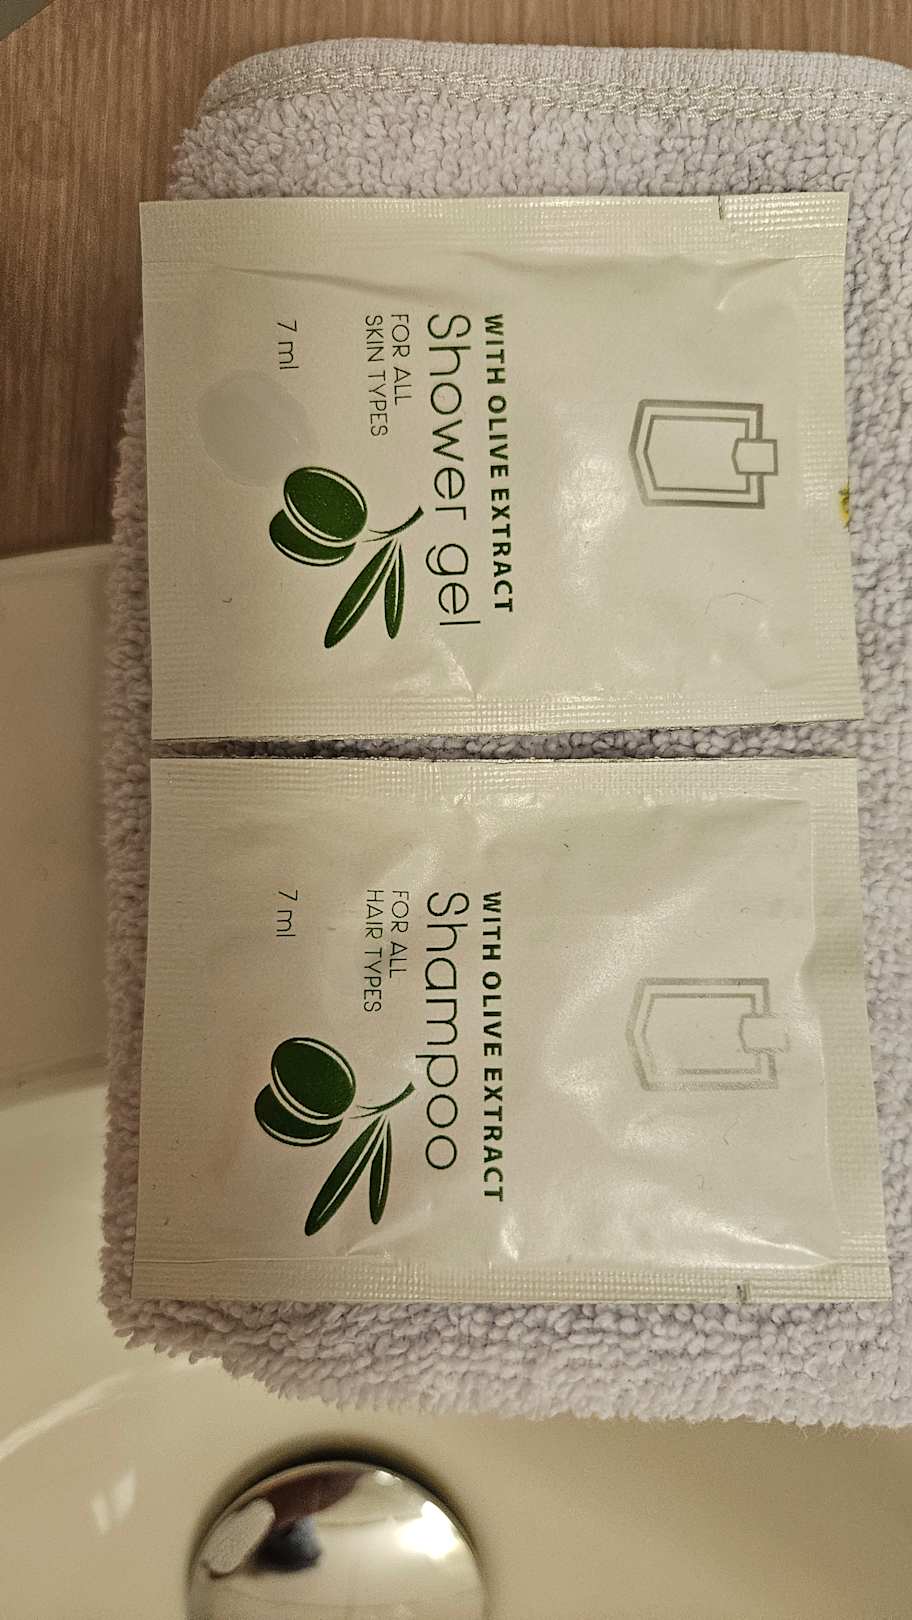 WITH OLIVE EXTRACT
Shower gel
FOR ALL
SKIN TYPES
7 ml
WITH OLIVE EXTRACT
Shampoo
FOR ALL
HAIR TYPES
7 ml